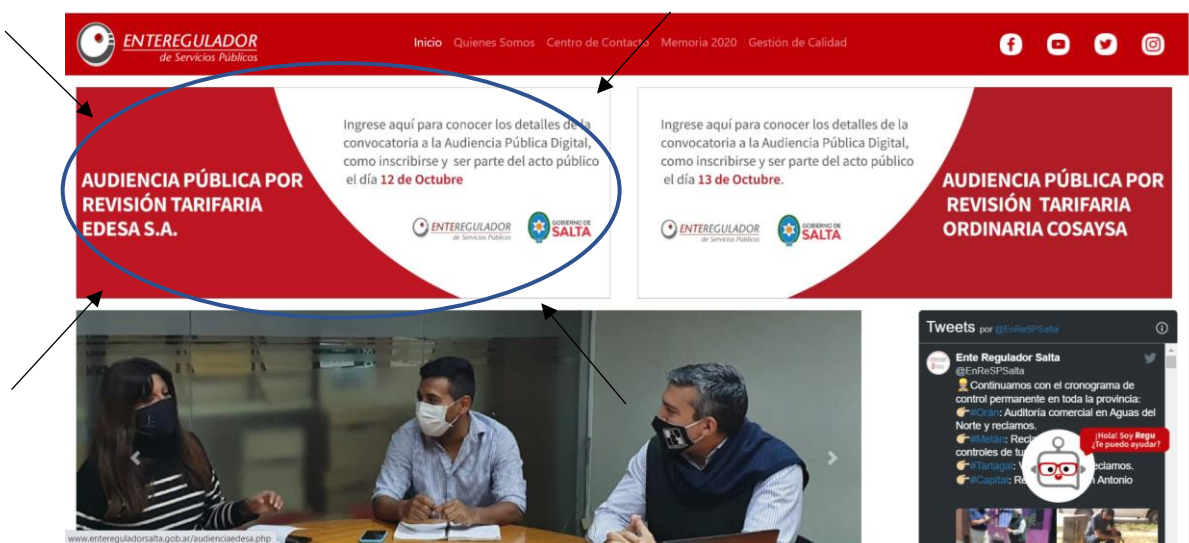 ENTEREGULADOR
de Servicios Públicos
Inicio Quienes Somos Centro de Contacto Memoria 2020 Gestión de Calidad
AUDIENCIA PÚBLICA POR
REVISIÓN TARIFARIA
EDESA S.A.
Ingrese aquí para conocer los detalles de la
convocatoria a la Audiencia Pública Digital,
como inscribirse y ser parte del acto público
el día 12 de Octubre
ENTEREGULADOR
de Servicios Públicos
GOBIERNO DE
SALTA
Ingrese aquí para conocer los detalles de la
convocatoria a la Audiencia Pública Digital,
como inscribirse y ser parte del acto público
el día 13 de Octubre.
ENTEREGULADOR
de Servicios Públicos
GOBIERNO DE
SALTA
AUDIENCIA PÚBLICA POR
REVISIÓN TARIFARIA
ORDINARIA COSAYSA
Tweets por @EnReSPSalta
Ente Regulador Salta
@EnReSPSalta
Continuamos con el cronograma de
control permanente en toda la provincia:
#Orán: Auditoría comercial en Aguas del
Norte y reclamos.
#Metán:
controles de
#Tartagal: reclamos.
#Capital: Antonio
¡Hola! Soy Regu
¿Te puedo ayudar?
www.entereguladorsalta.gob.ar/audienciaedesa.php